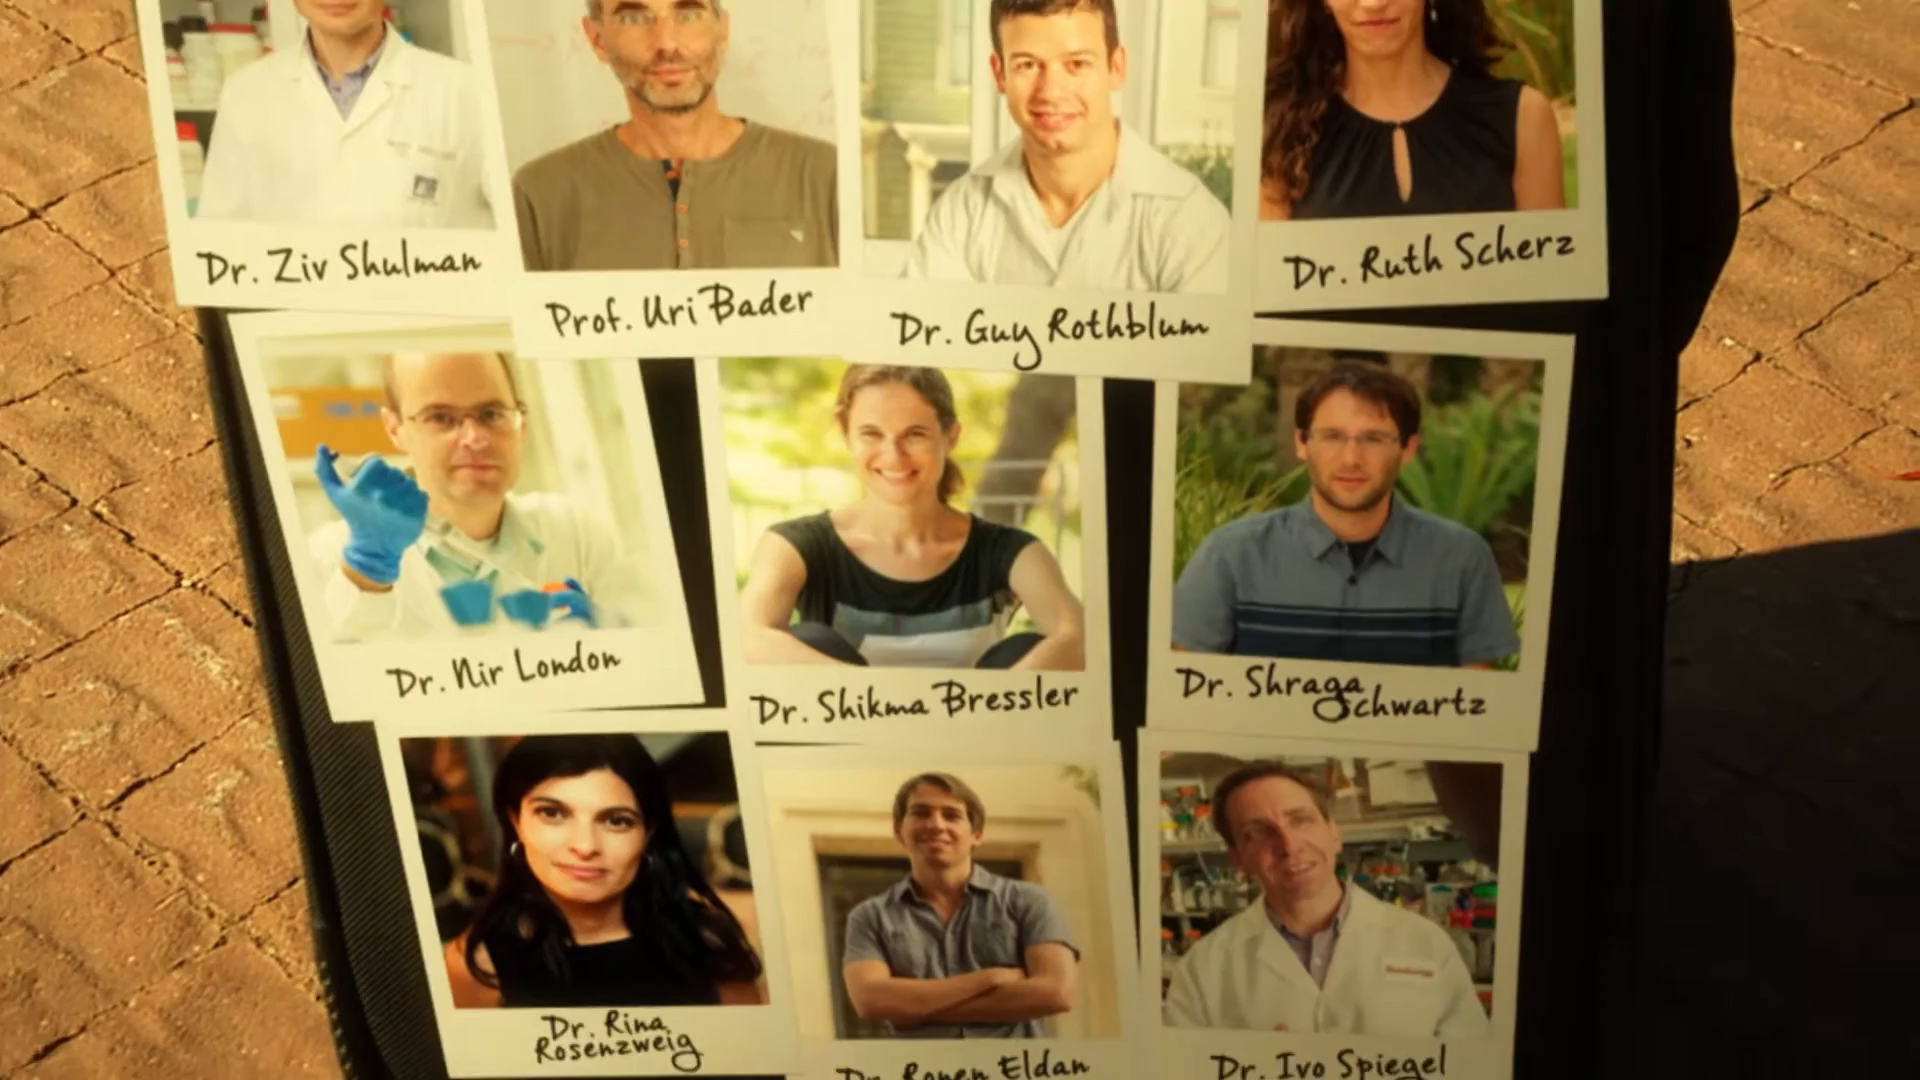 Dr. Ziv Shulman
Prof. Uri Bader
Dr. Guy Rothblum
Dr. Ruth Scherz
Dr. Nir London
Dr. Shikma Bressler
Dr. Shraga
Schwartz
Dr. Rina
Rosenzweig
Dr. Ronen Eldan
Dr. Ivo Spiegel